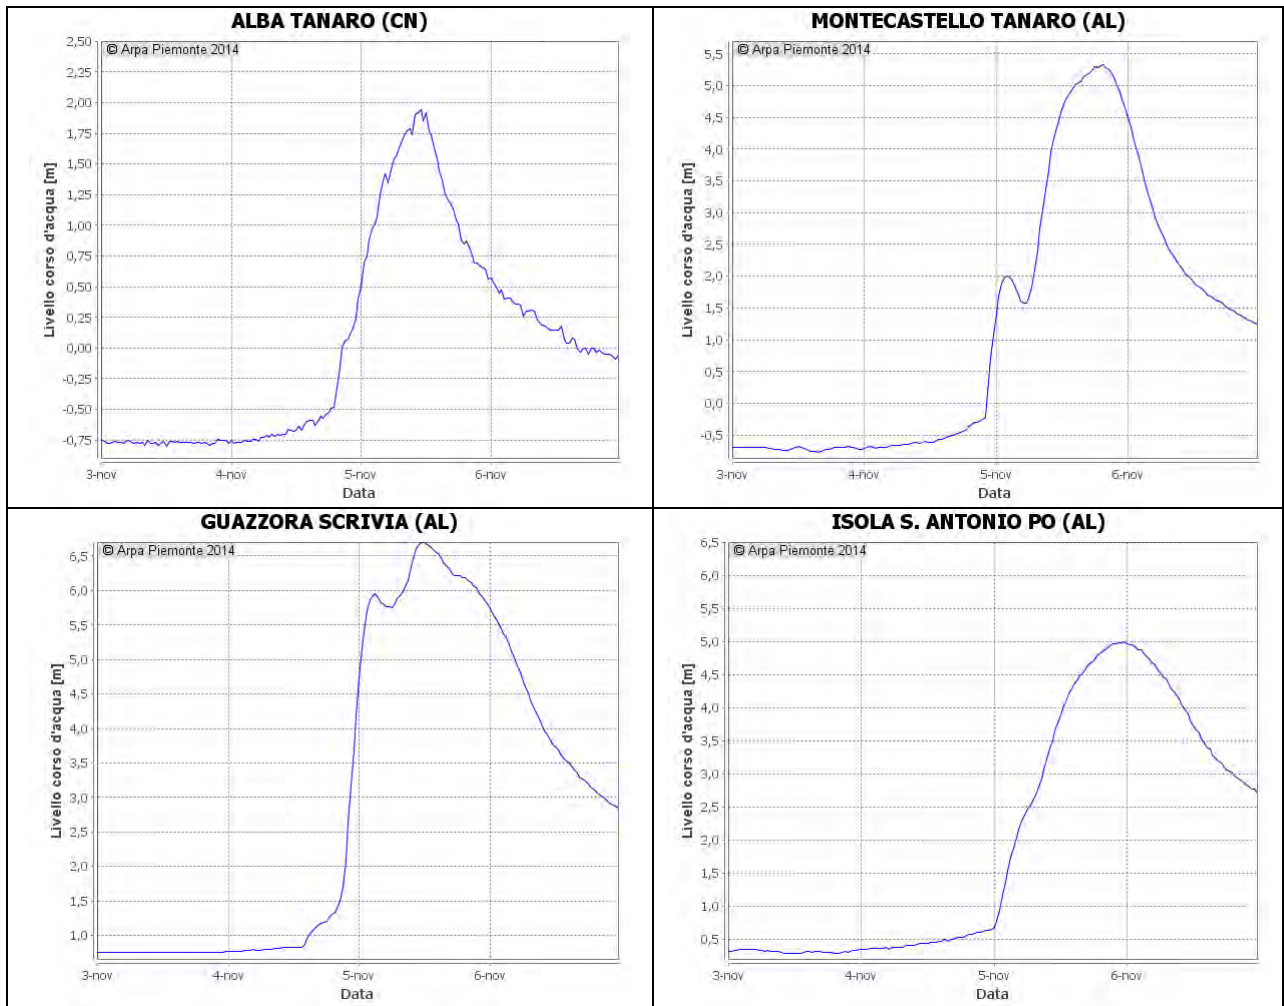 ALBA TANARO (CN)
© Arpa Piemonte 2014
2,50
2,25
2,00
1,75
1,50
1,25
1,00
0,75
0,50
0,25
0,00
-0,25
-0,50
-0,75
Livello corso d'acqua [m]
3-nov 4-nov 5-nov 6-nov
Data
MONTECASTELLO TANARO (AL)
© Arpa Piemonte 2014
5,5
5,0
4,5
4,0
3,5
3,0
2,5
2,0
1,5
1,0
0,5
0,0
-0,5
Livello corso d'acqua [m]
3-nov 4-nov 5-nov 6-nov
Data
GUAZZORA SCRIVIA (AL)
© Arpa Piemonte 2014
6,5
6,0
5,5
5,0
4,5
4,0
3,5
3,0
2,5
2,0
1,5
1,0
Livello corso d'acqua [m]
3-nov 4-nov 5-nov 6-nov
Data
ISOLA S. ANTONIO PO (AL)
© Arpa Piemonte 2014
6,5
6,0
5,5
5,0
4,5
4,0
3,5
3,0
2,5
2,0
1,5
1,0
0,5
Livello corso d'acqua [m]
3-nov 4-nov 5-nov 6-nov
Data